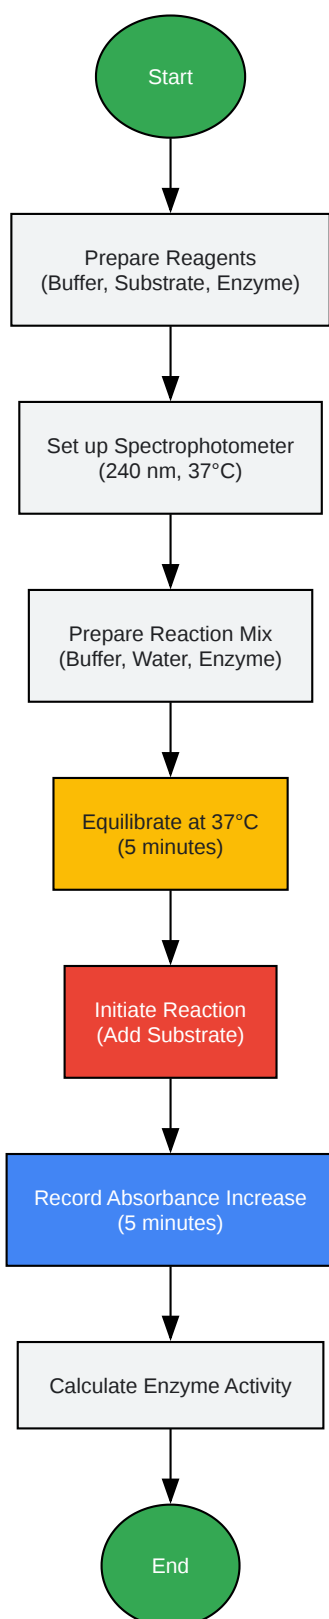 Start
Prepare Reagents
(Buffer, Substrate, Enzyme)
Set up Spectrophotometer
(240 nm, 37°C)
Prepare Reaction Mix
(Buffer, Water, Enzyme)
Equilibrate at 37°C
(5 minutes)
Initiate Reaction
(Add Substrate)
Record Absorbance Increase
(5 minutes)
Calculate Enzyme Activity
End